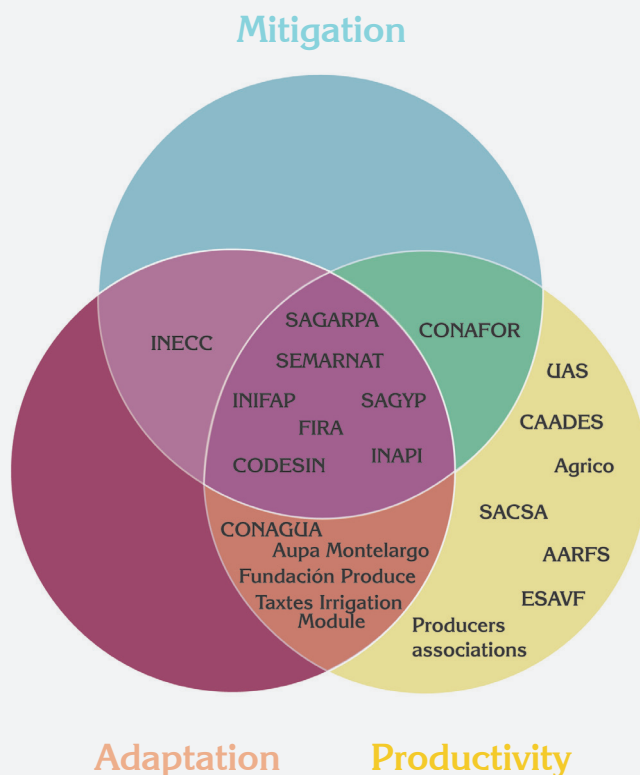 Mitigation
SAGARPA
INECC
CONAFOR
SEMARNAT
UAS
INIFAP
SAGYP
CAADES
FIRA
CODESIN
INAPI
Agrico
SACSA
CONAGUA
Aupa Montelargo
AARFS
Fundación Produce
ESAVF
Taxtes Irrigation
Module
Producers
associations
Adaptation
Productivity